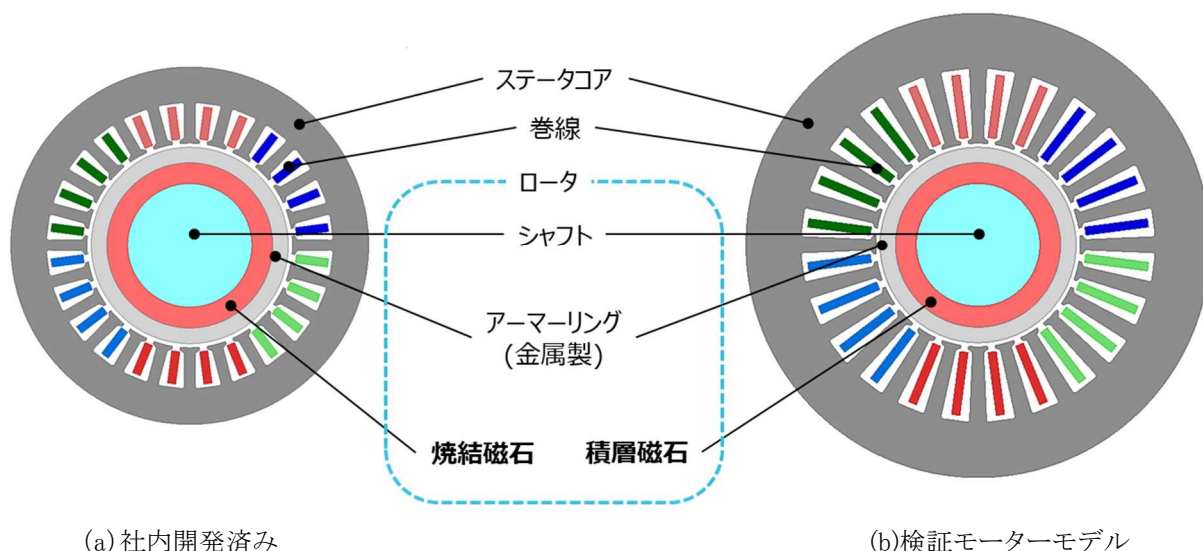 ステータコア
巻線
ロータ
シャフト
アーマーリング
(金属製)
焼結磁石 積層磁石
(a)社内開発済み (b)検証モーターモデル